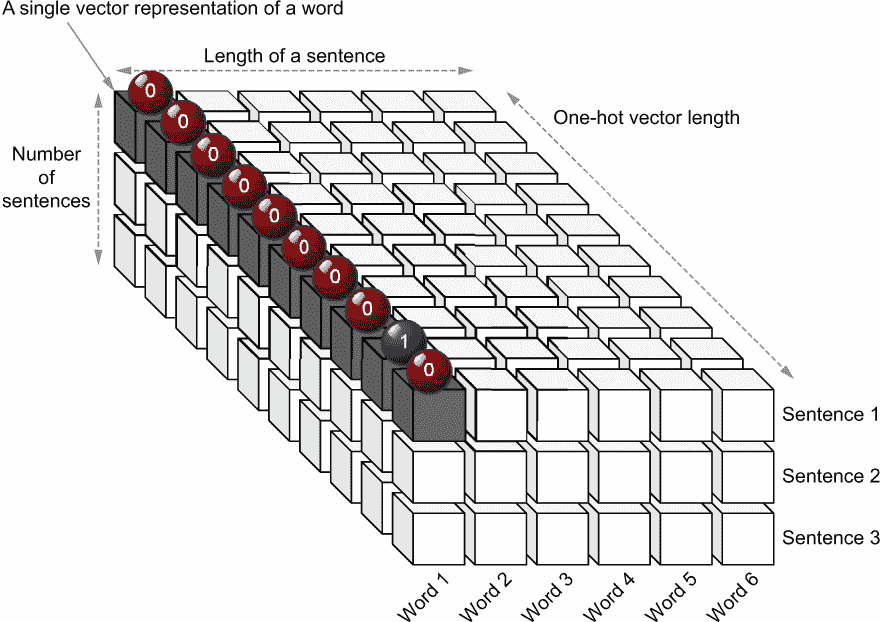 A single vector representation of a word
Length of a sentence
One-hot vector length
Number
of
sentences
0
0
0
0
0
0
0
0
1
0
Sentence 1
Sentence 2
Sentence 3
Word 1
Word 2
Word 3
Word 4
Word 5
Word 6